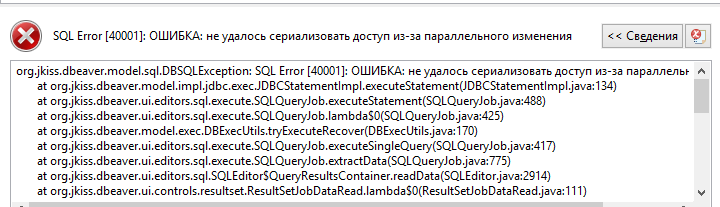 SQL Error [40001]: ОШИБКА: не удалось сериализовать доступ из-за параллельного изменения
<< Сведения
org.jkiss.dbeaver.model.sql.DBSQLException: SQL Error [40001]: ОШИБКА: не удалось сериализовать доступ из-за параллельн
at org.jkiss.dbeaver.model.impl.jdbc.exec.JDBCStatementImpl.executeStatement(JDBCStatementImpl.java:134)
at org.jkiss.dbeaver.ui.editors.sql.execute.SQLQueryJob.executeStatement(SQLQueryJob.java:488)
at org.jkiss.dbeaver.ui.editors.sql.execute.SQLQueryJob.lambda$0(SQLQueryJob.java:425)
at org.jkiss.dbeaver.model.exec.DBExecUtils.tryExecuteRecover(DBExecUtils.java:170)
at org.jkiss.dbeaver.ui.editors.sql.execute.SQLQueryJob.executeSingleQuery(SQLQueryJob.java:417)
at org.jkiss.dbeaver.ui.editors.sql.execute.SQLQueryJob.extractData(SQLQueryJob.java:775)
at org.jkiss.dbeaver.ui.editors.sql.SQLEditor$QueryResultsContainer.readData(SQLEditor.java:2914)
at org.jkiss.dbeaver.ui.controls.resultset.ResultSetJobDataRead.lambda$0(ResultSetJobDataRead.java:111)